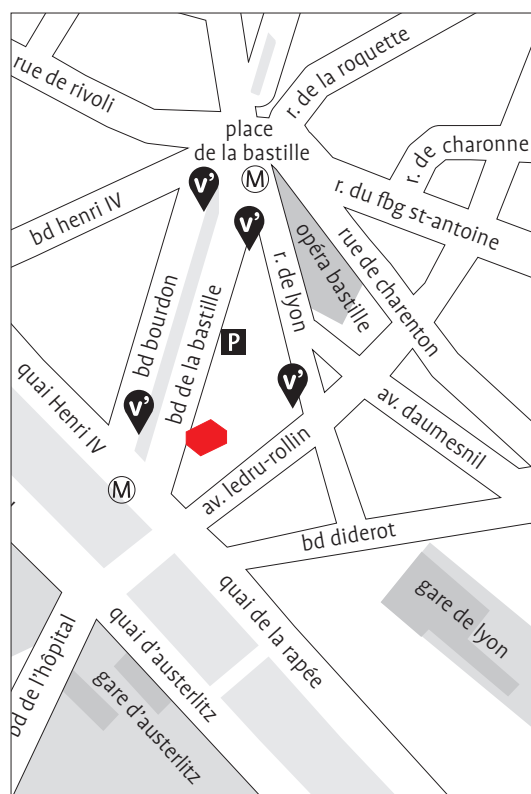 rue de rivoli
r. de la roquette
place
de la bastille
r. de charonne
M
v'
v'
bd henri IV
r. du fbg st-antoine
opéra bastille
rue de charenton
r. de lyon
bd bourdon
bd de la bastille
P
quai Henri IV
v'
v'
av. daumesnil
av. ledru-rollin
M
bd diderot
gare de lyon
quai de la rapée
quai d'austerlitz
bd de l'hôpital
gare d'austerlitz